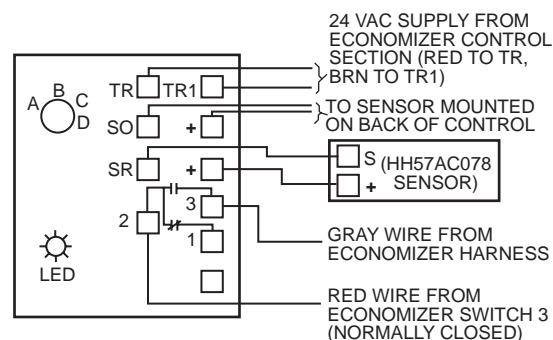 24 VAC SUPPLY FROM
ECONOMIZER CONTROL
SECTION (RED TO TR,
BRN TO TR1)
TR TR1
A B C D
SO +
TO SENSOR MOUNTED
ON BACK OF CONTROL
SR +
S (HH57AC078
+ SENSOR)
3
2
1
GRAY WIRE FROM
ECONOMIZER HARNESS
LED
RED WIRE FROM
ECONOMIZER SWITCH 3
(NORMALLY CLOSED)